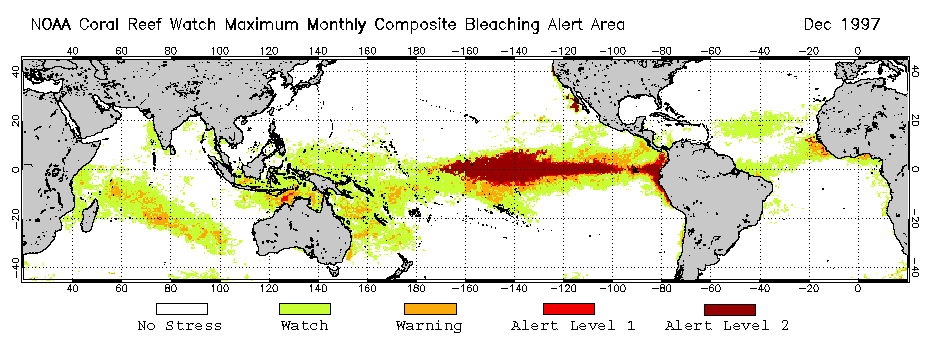 NOAA Coral Reef Watch Maximum Monthly Composite Bleaching Alert Area Dec 1997
40 60 80 100 120 140 160 180 −160 −140 −120 −100 −80 −60 −40 −20 0
40 40
20 20
0 0
−20 −20
−40 −40
40 60 80 100 120 140 160 180 −160 −140 −120 −100 −80 −60 −40 −20 0
No Stress Watch Warning Alert Level 1 Alert Level 2